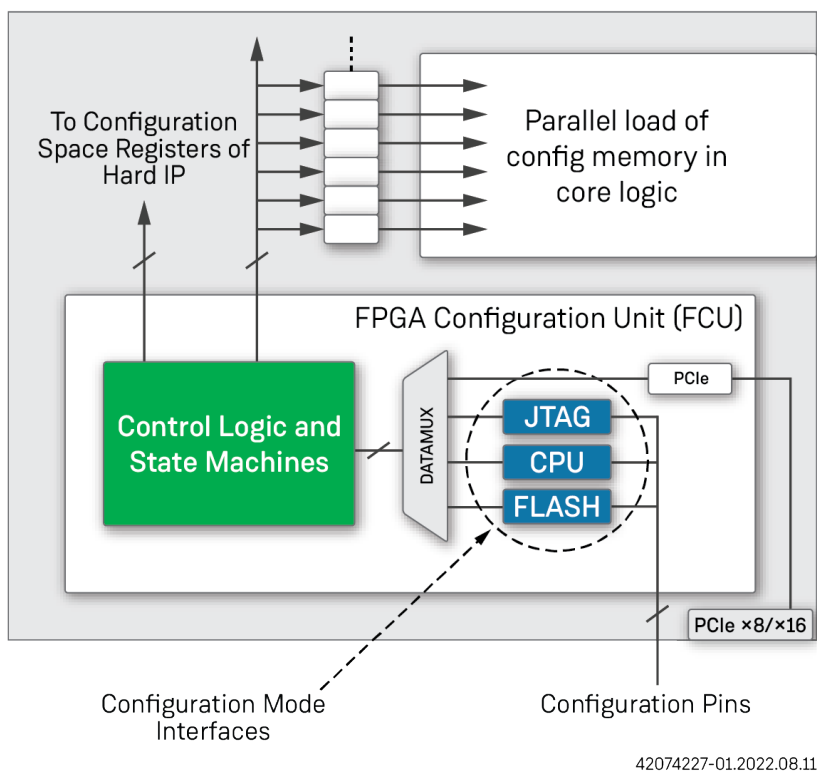 To Configuration
Space Registers of
Hard IP
Parallel load of
config memory in
core logic
FPGA Configuration Unit (FCU)
Control Logic and
State Machines
DATAMUX
PCIe
JTAG
CPU
FLASH
PCIe ×8/×16
Configuration Mode
Interfaces
Configuration Pins
42074227-01.2022.08.11